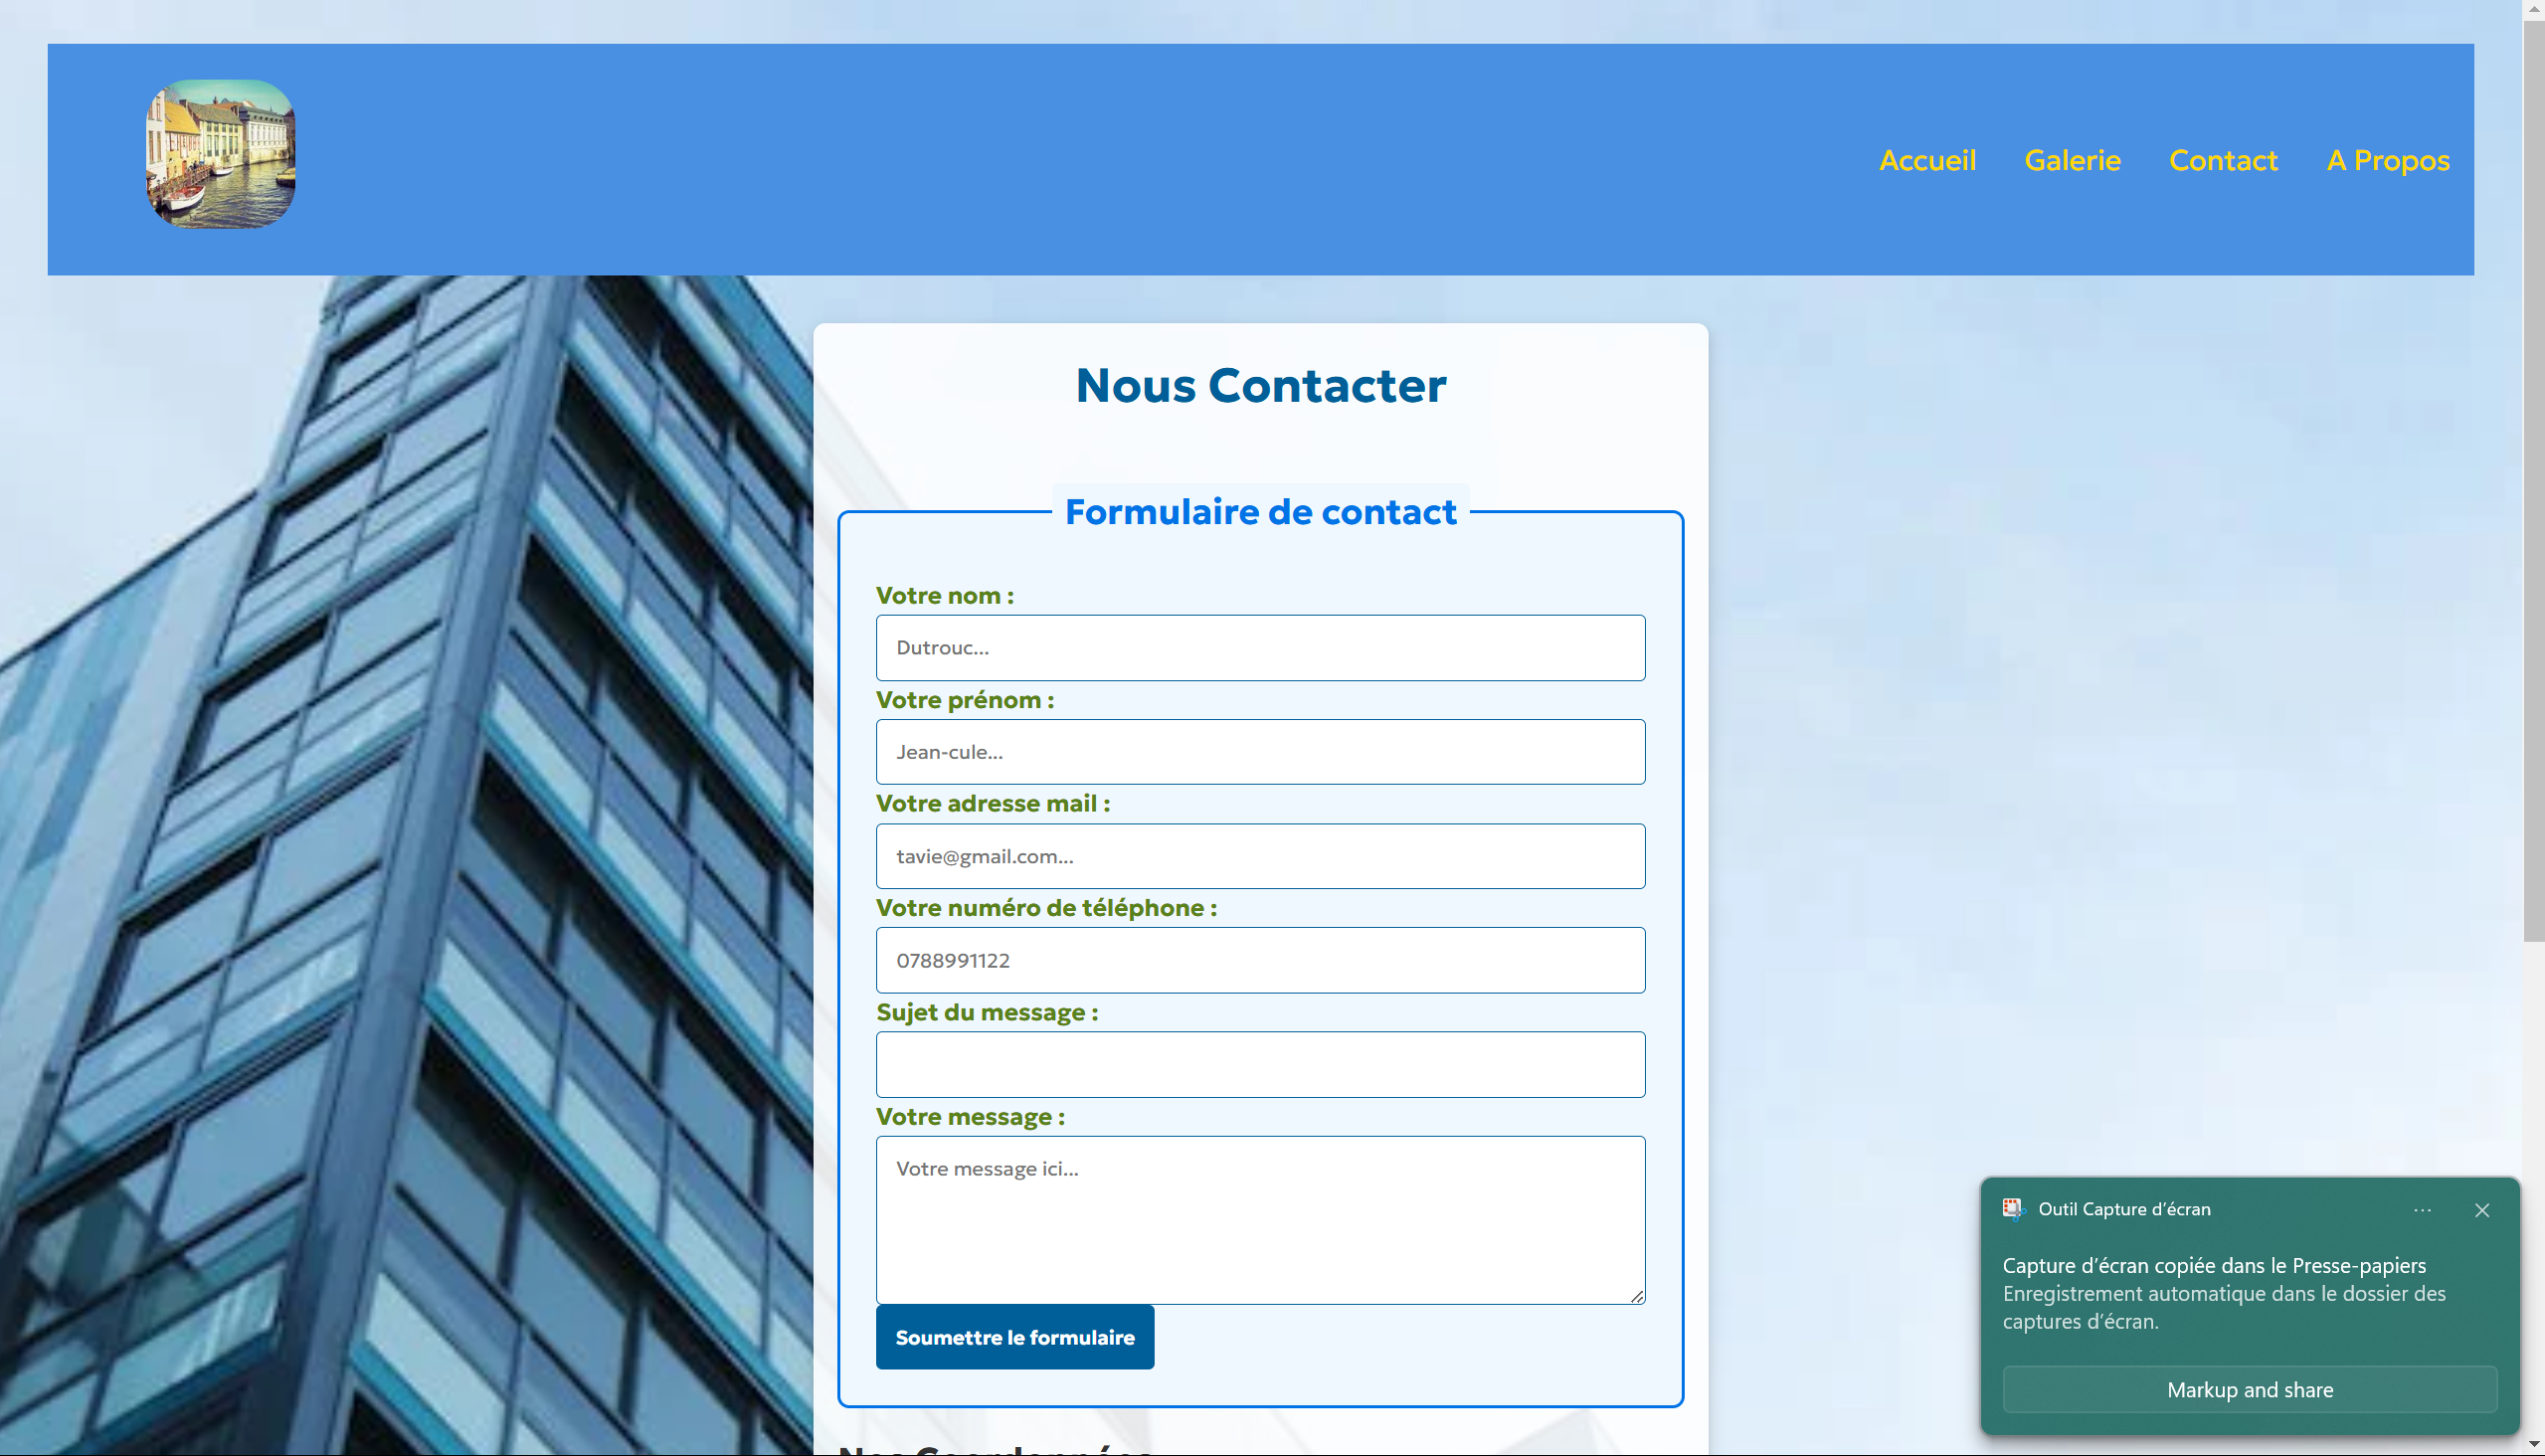 Accueil Galerie Contact A Propos
Nous Contacter
Formulaire de contact
Votre nom :
Dutrouc...
Votre prénom :
Jean-cule...
Votre adresse mail :
tavie@gmail.com...
Votre numéro de téléphone :
0788991122
Sujet du message :
Votre message :
Votre message ici...
Soumettre le formulaire
Nos Coordonnées
Outil Capture d’écran
Capture d’écran copiée dans le Presse-papiers
Enregistrement automatique dans le dossier des
captures d’écran.
Markup and share